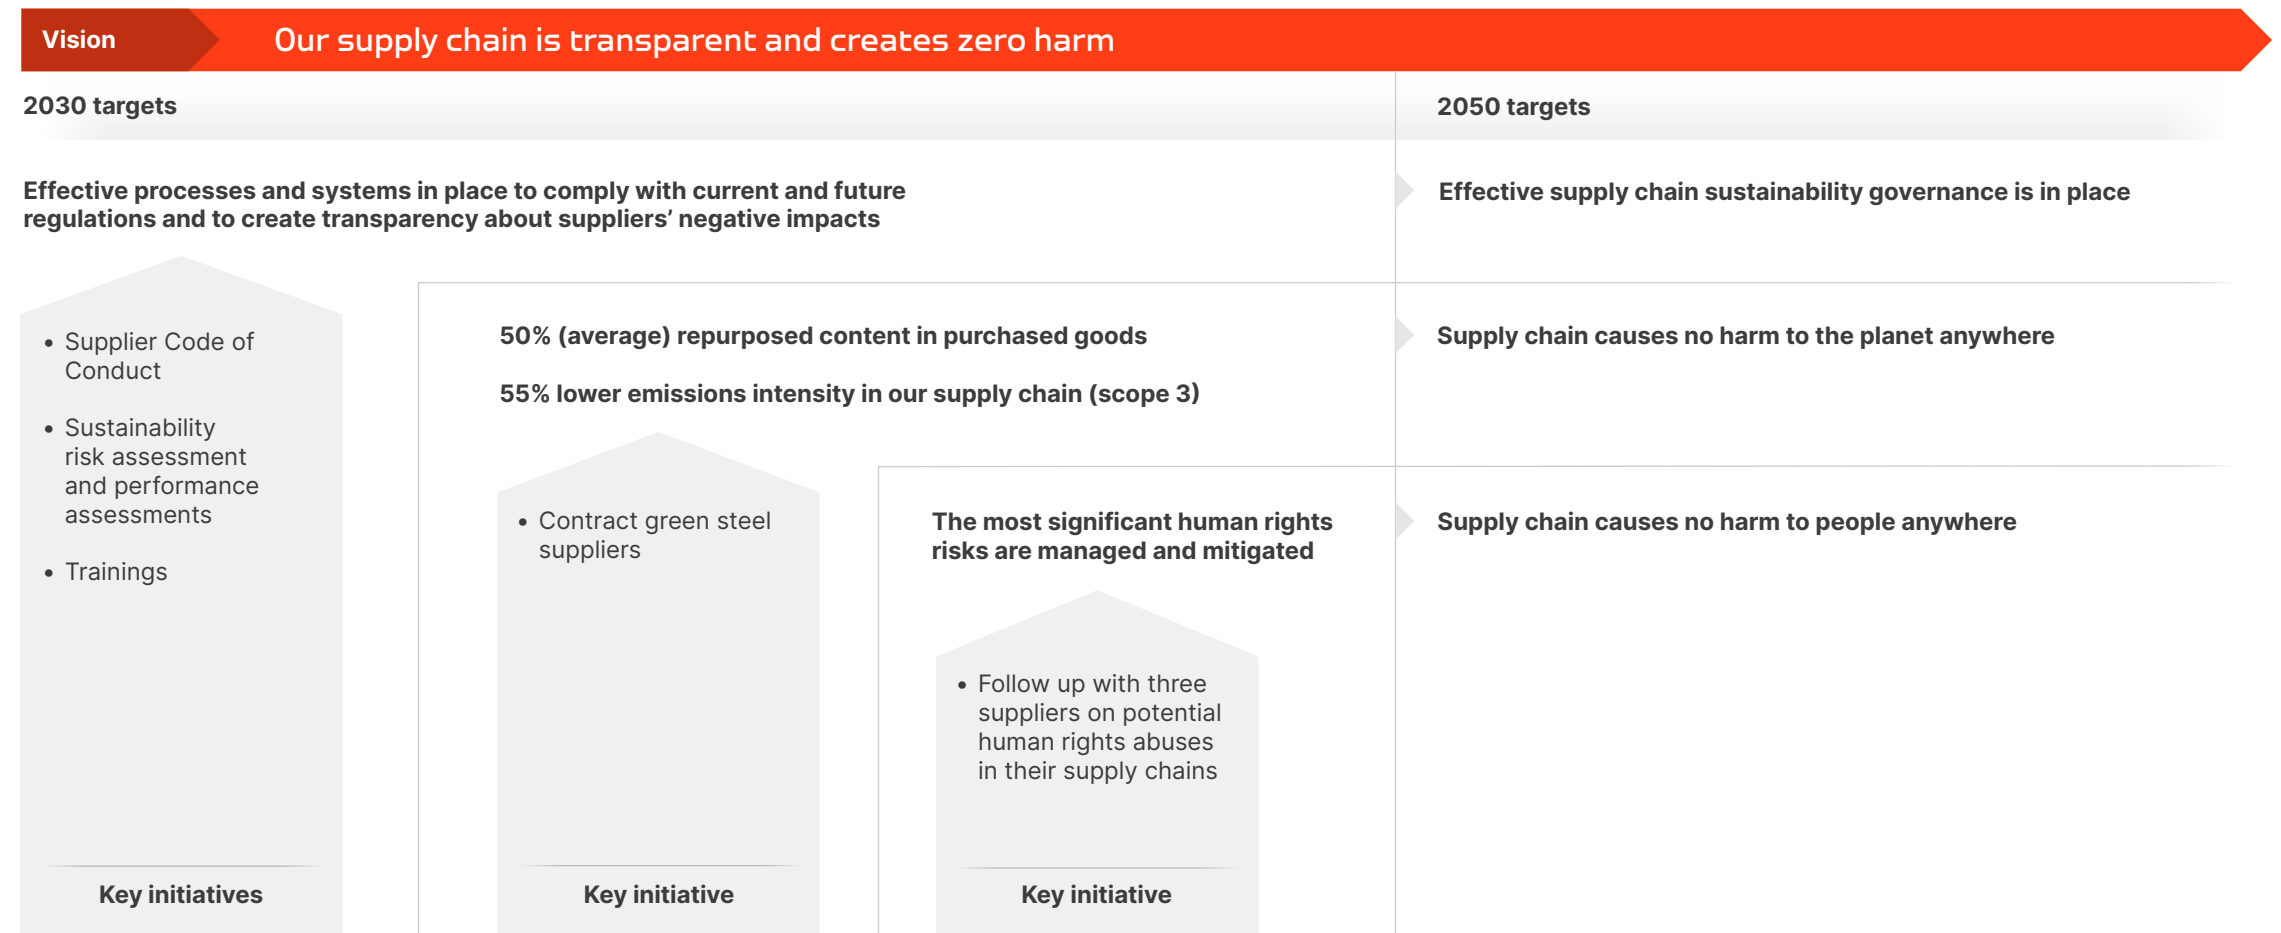 Vision
Our supply chain is transparent and creates zero harm
2030 targets
2050 targets
Effective processes and systems in place to comply with current and future
regulations and to create transparency about suppliers’ negative impacts
Effective supply chain sustainability governance is in place
• Supplier Code of
Conduct
• Sustainability
risk assessment
and performance
assessments
• Trainings
Key initiatives
50% (average) repurposed content in purchased goods
55% lower emissions intensity in our supply chain (scope 3)
Supply chain causes no harm to the planet anywhere
• Contract green steel
suppliers
Key initiative
The most significant human rights
risks are managed and mitigated
Supply chain causes no harm to people anywhere
• Follow up with three
suppliers on potential
human rights abuses
in their supply chains
Key initiative